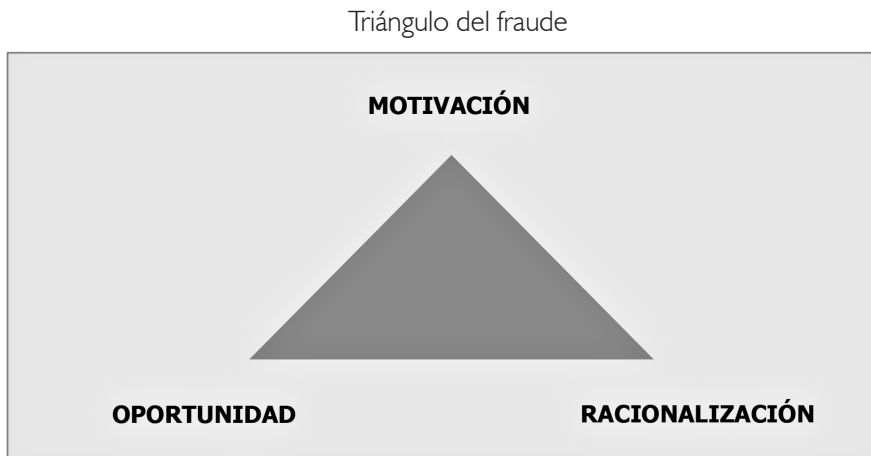 Triángulo del fraude
MOTIVACIÓN
OPORTUNIDAD
RACIONALIZACIÓN